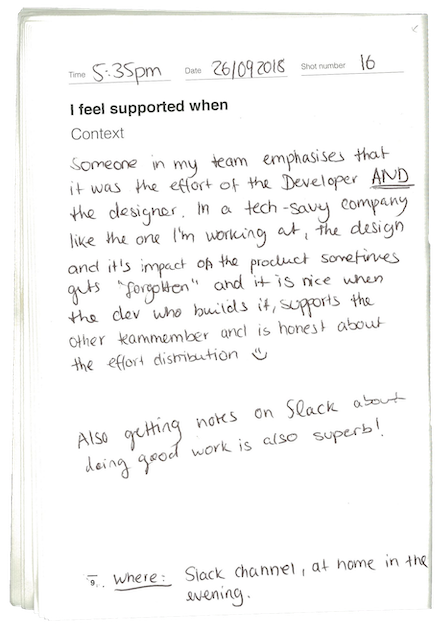 Time 5:35pm Date 26/09 2018 Shot number 16
I feel supported when
Context
Someone in my team emphasises that
it was the effort of the Developer AND
the designer. In a tech-savy company
like the one I'm working at, the design
and it's impact on the product sometimes
gets "forgotten" and it is nice when
the dev who builds it, supports the
other teammember and is honest about
the effort distribution
Also getting notes on Slack about
doing good work is also superb!
9. where: Slack channel, at home in the
evening.